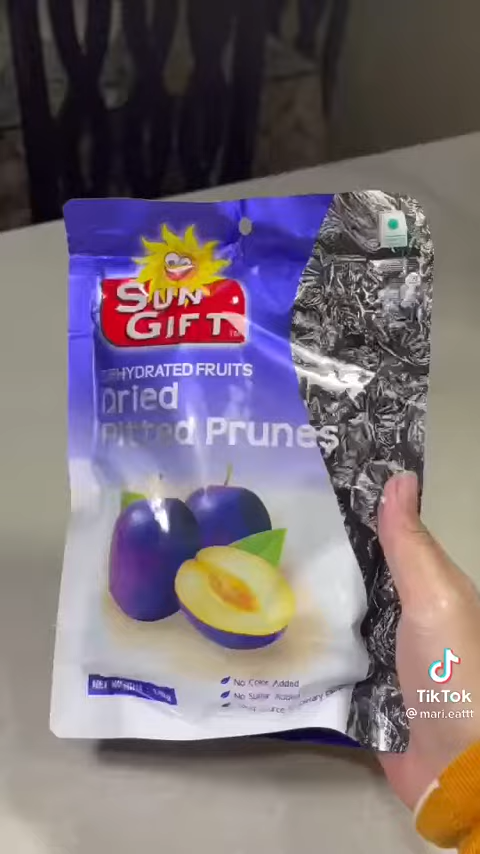 SUN
GIFT
DEHYDRATED FRUITS
Dried
Pitted Prunes
No Color Added
No Sugar Added
TikTok
@mari.eattt